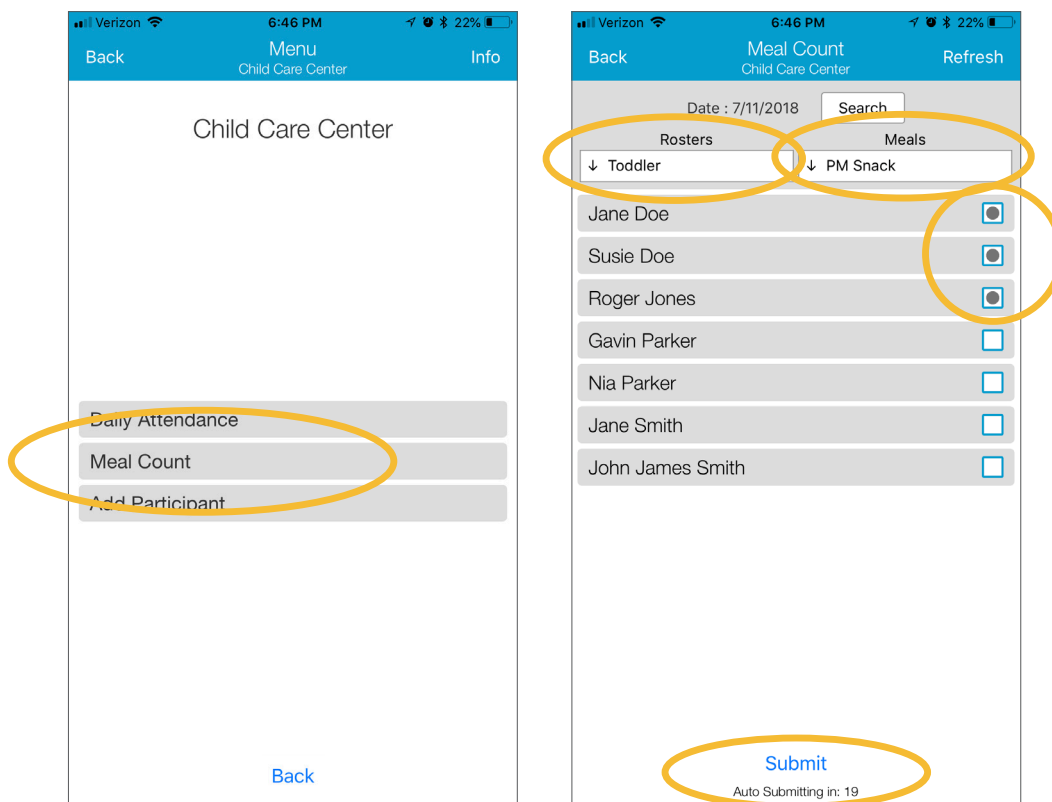 Verizon 6:46 PM 22%
Back Menu Info
Child Care Center
Child Care Center
Daily Attendance
Meal Count
Add Participant
Back
Verizon 6:46 PM 22%
Back Meal Count Refresh
Child Care Center
Date : 7/11/2018 Search
Rosters Meals
↓ Toddler ↓ PM Snack
Jane Doe
Susie Doe
Roger Jones
Gavin Parker
Nia Parker
Jane Smith
John James Smith
Submit
Auto Submitting in: 19